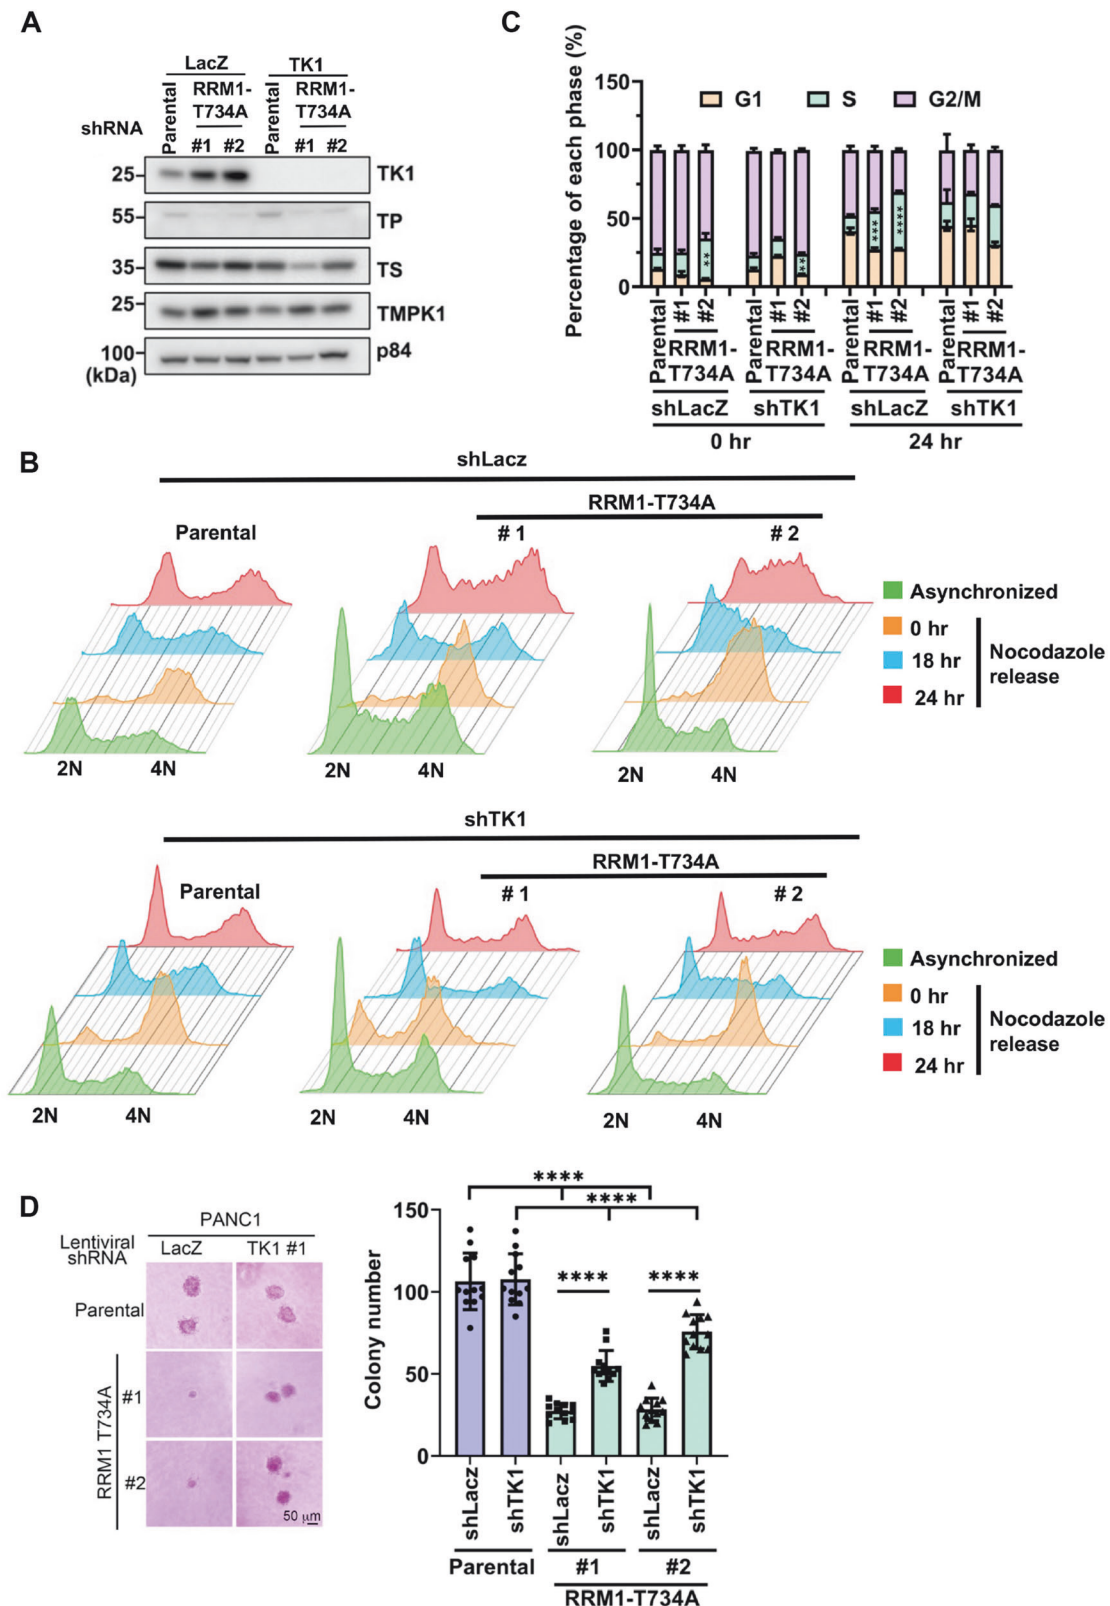 A
LacZ TK1
shRNA
Parental
RRM1-
T734A
#1 #2
Parental
RRM1-
T734A
#1 #2
25 TK1
55 TP
35 TS
25 TMPK1
100 p84
(kDa)
C
Percentage of each phase (%)
150
100
50
0
G1 S G2/M
**
***
****
****
Parental #1 #2 Parental #1 #2 Parental #1 #2 Parental #1 #2
RRM1- RRM1- RRM1- RRM1-
T734A T734A T734A T734A
shLacZ shTK1 shLacZ shTK1
0 hr 24 hr
B
shLacz
RRM1-T734A
Parental # 1 # 2
Asynchronized
0 hr
18 hr
24 hr
Nocodazole
release
2N 4N 2N 4N 2N 4N
shTK1
RRM1-T734A
Parental # 1 # 2
Asynchronized
0 hr
18 hr
24 hr
Nocodazole
release
2N 4N 2N 4N 2N 4N
D
PANC1
Lentiviral
shRNA
LacZ TK1 #1
Parental
RRM1 T734A
#1
#2
50 μm
Colony number
150
100
50
0
****
****
**** ****
shLacz shTK1 shLacz shTK1 shLacz shTK1
Parental #1 #2
RRM1-T734A